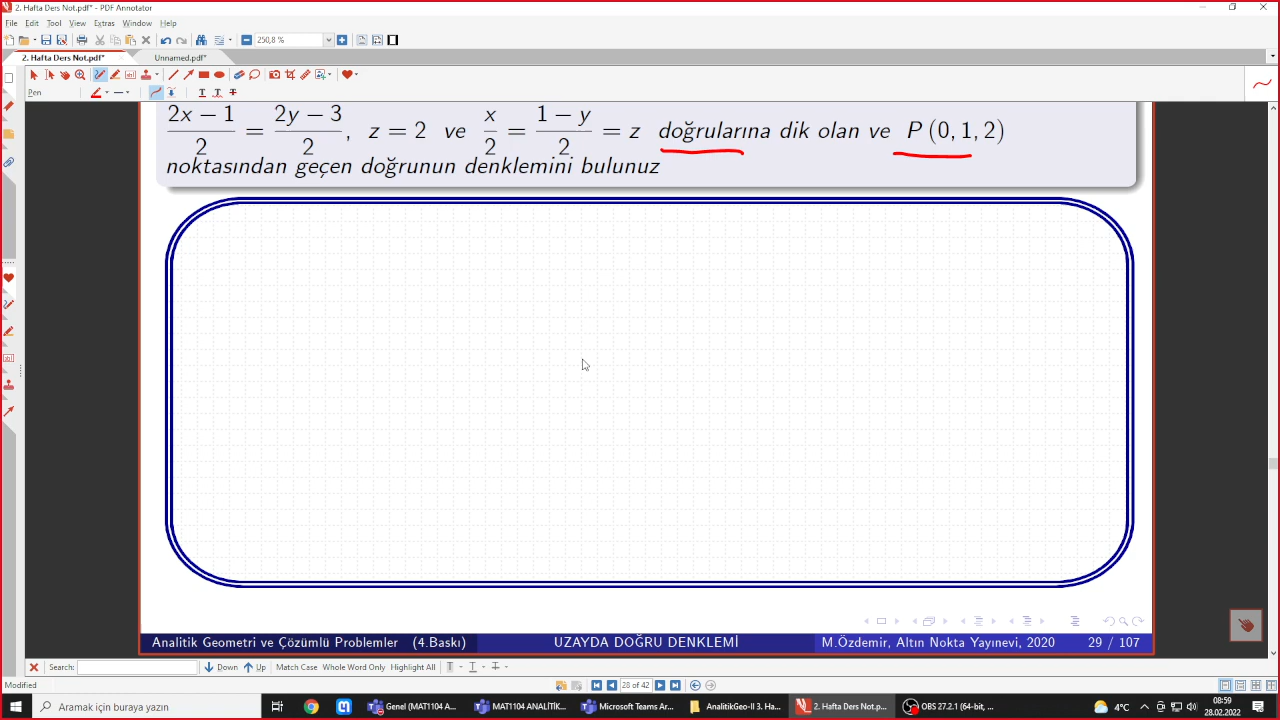 2. Hafta Ders Not.pdf* - PDF Annotator
File Edit Tool View Extras Window Help
250,8 %
2. Hafta Ders Not.pdf* Unnamed.pdf*
Pen
2x − 1 / 2 = 2y − 3 / 2 , z = 2 ve x / 2 = 1 − y / 2 = z doğrularına dik olan ve P (0, 1, 2)
noktasından geçen doğrunun denklemini bulunuz
Analitik Geometri ve Çözümlü Problemler (4.Baskı) UZAYDA DOĞRU DENKLEMİ M.Özdemir, Altın Nokta Yayınevi, 2020 29 / 107
Search: Down Up Match Case Whole Word Only Highlight All
Modified 28 of 42
Aramak için buraya yazın Genel (MAT1104 A... MAT1104 ANALİTİK... Microsoft Teams Ar... AnalitikGeo-II 3. Ha... 2. Hafta Ders Not.p... OBS 27.2.1 (64-bit, ... 4°C 08:59
28.02.2022